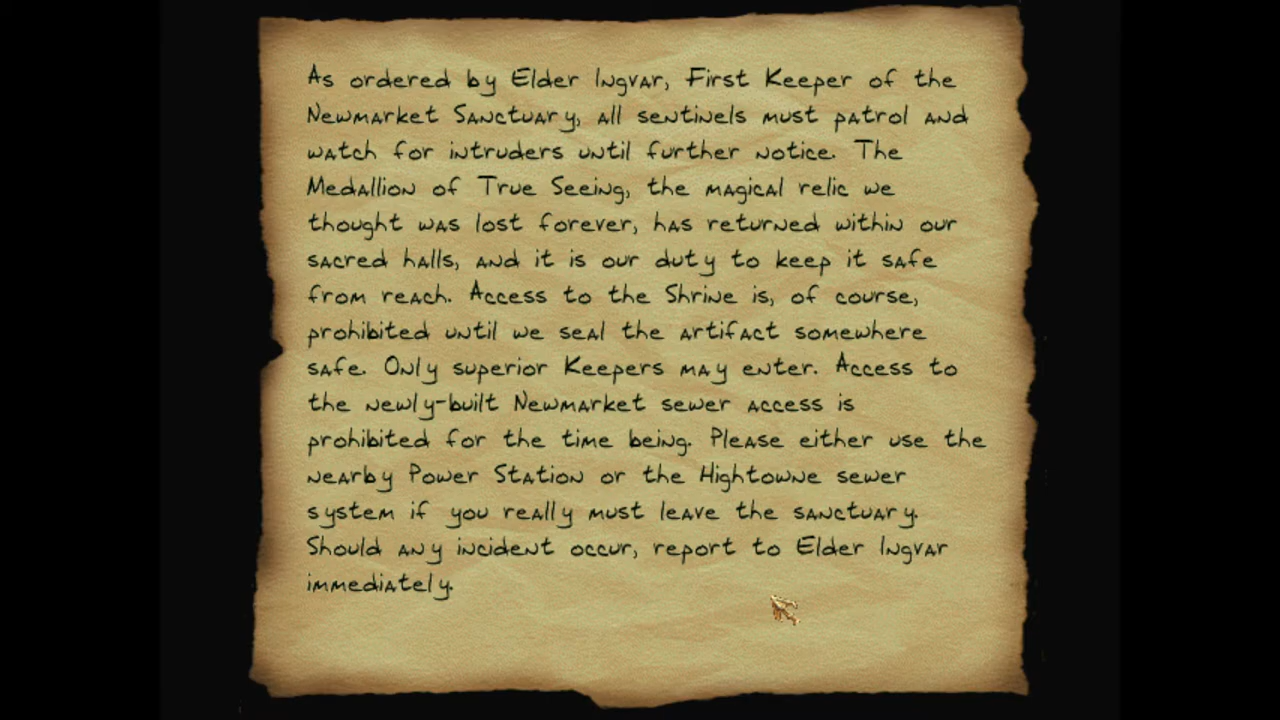 As ordered by Elder Ingvar, First Keeper of the
Newmarket Sanctuary, all sentinels must patrol and
watch for intruders until further notice. The
Medallion of True Seeing, the magical relic we
thought was lost forever, has returned within our
sacred halls, and it is our duty to keep it safe
from reach. Access to the Shrine is, of course,
prohibited until we seal the artifact somewhere
safe. Only superior Keepers may enter. Access to
the newly-built Newmarket sewer access is
prohibited for the time being. Please either use the
nearby Power Station or the Hightowne sewer
system if you really must leave the sanctuary.
Should any incident occur, report to Elder Ingvar
immediately.